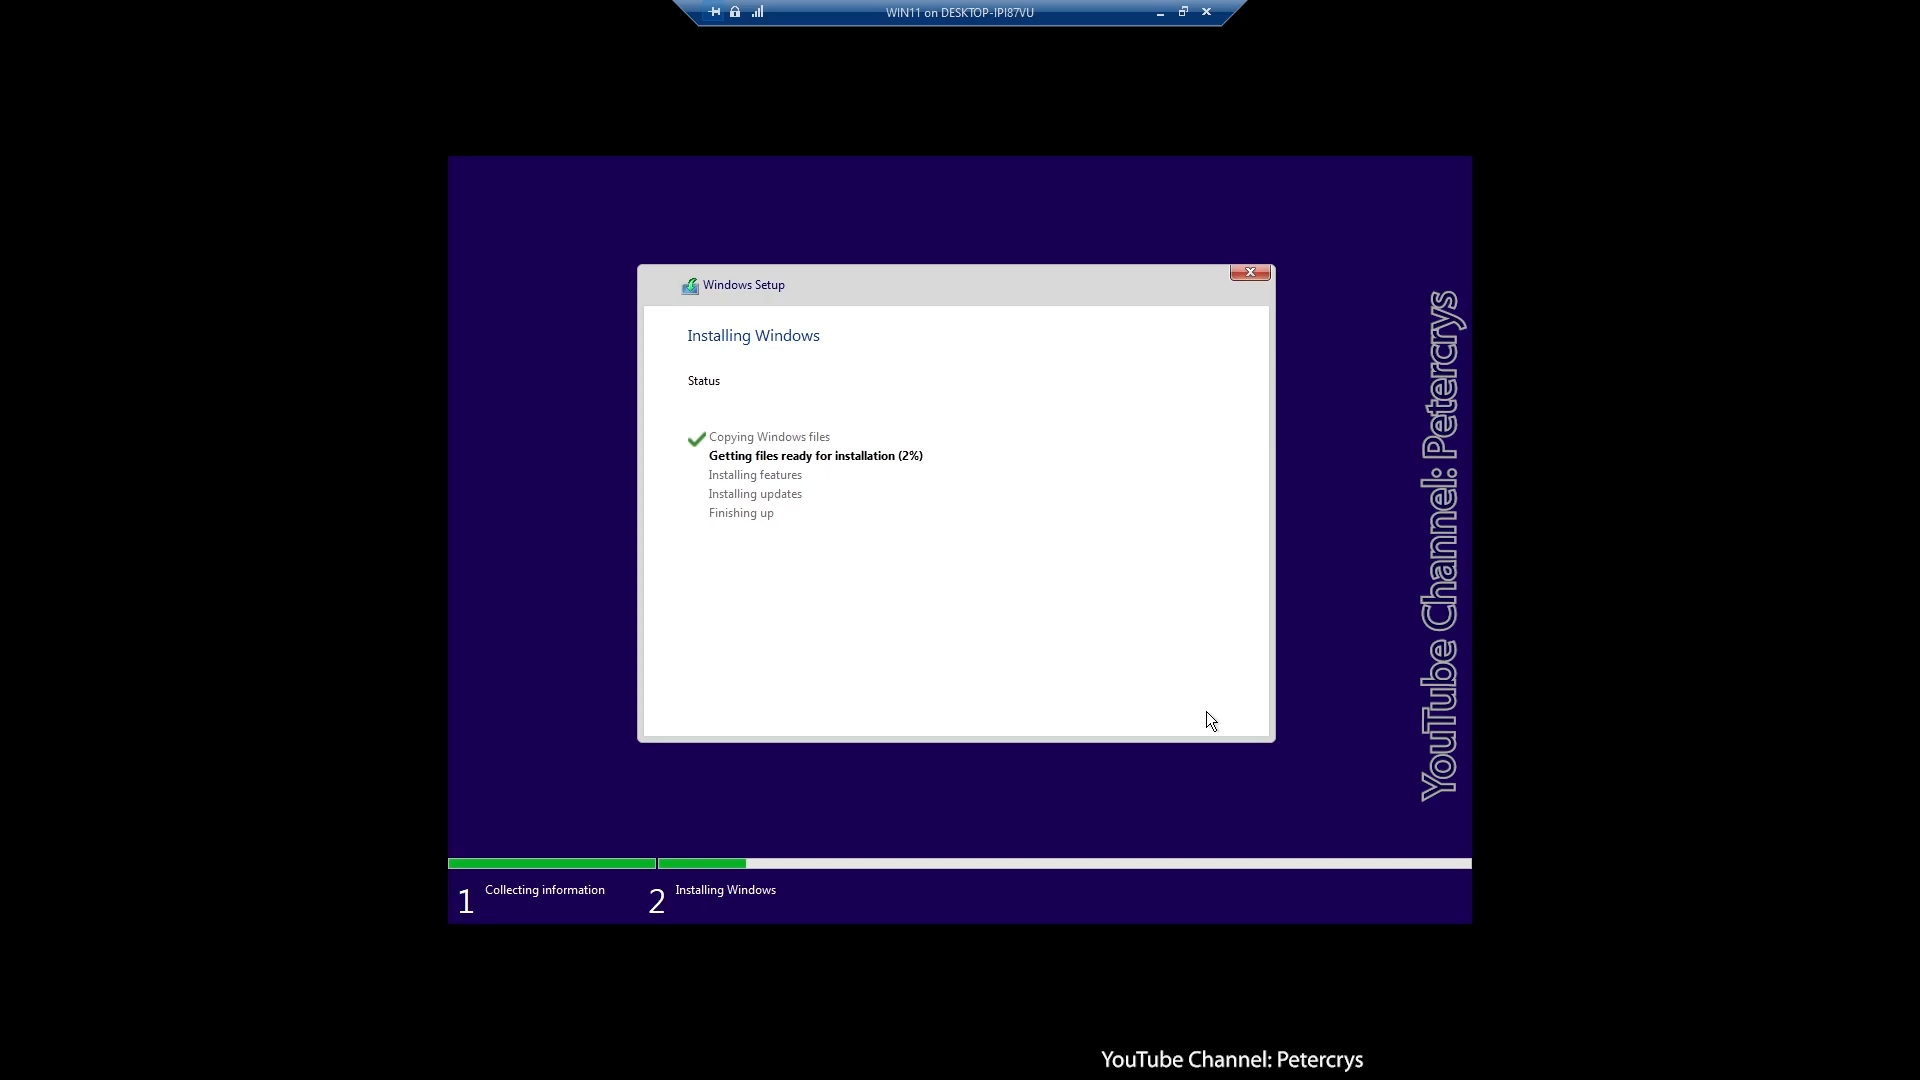 WIN11 on DESKTOP-IPI87VU
Windows Setup
Installing Windows
Status
Copying Windows files
Getting files ready for installation (2%)
Installing features
Installing updates
Finishing up
YouTube Channel: Petercrys
1 Collecting information
2 Installing Windows
YouTube Channel: Petercrys